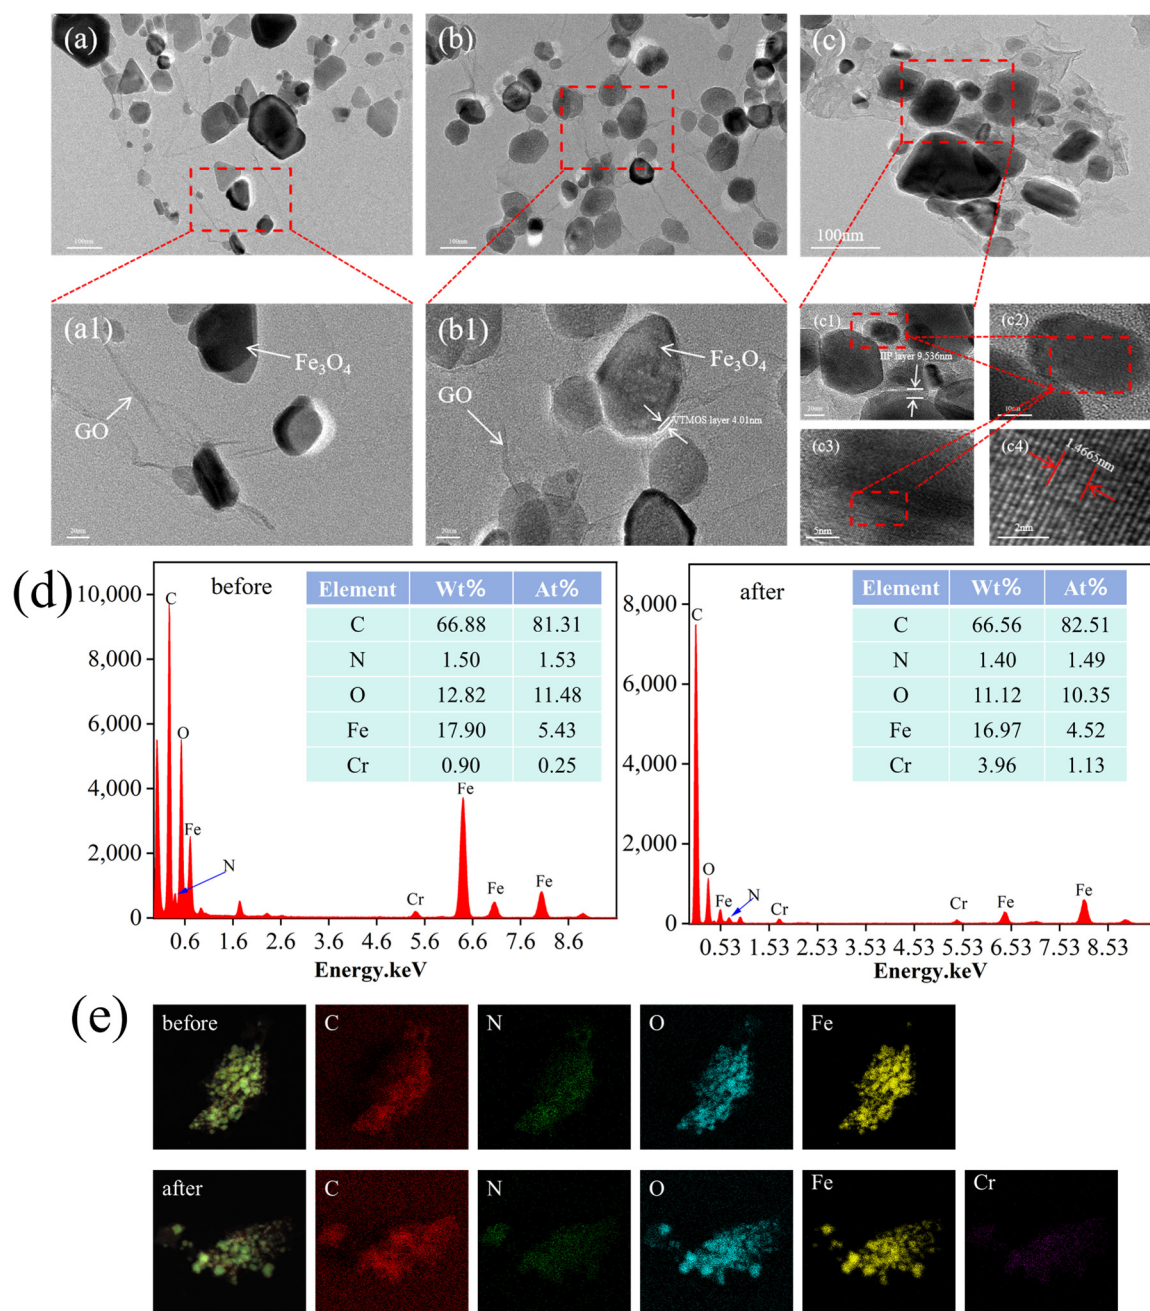 (a)
100nm
(b)
100nm
(c)
100nm
(a1)
Fe3O4
GO
20nm
(b1)
Fe3O4
GO
VTMOS layer 4.01nm
20nm
(c1)
IIP layer 9.536nm
20nm
(c2)
10nm
(c3)
5nm
(c4)
1.4665nm
2nm
(d)
before
Element Wt% At%
C 66.88 81.31
N 1.50 1.53
O 12.82 11.48
Fe 17.90 5.43
Cr 0.90 0.25
10,000
8,000
6,000
4,000
2,000
0
C
O
Fe
N
Cr
Fe
Fe
Fe
0.6 1.6 2.6 3.6 4.6 5.6 6.6 7.6 8.6
Energy.keV
after
Element Wt% At%
C 66.56 82.51
N 1.40 1.49
O 11.12 10.35
Fe 16.97 4.52
Cr 3.96 1.13
8,000
6,000
4,000
2,000
0
C
O
Fe
N
Cr
Cr
Fe
Fe
0.53 1.53 2.53 3.53 4.53 5.53 6.53 7.53 8.53
Energy.keV
(e)
before
C
N
O
Fe
after
C
N
O
Fe
Cr